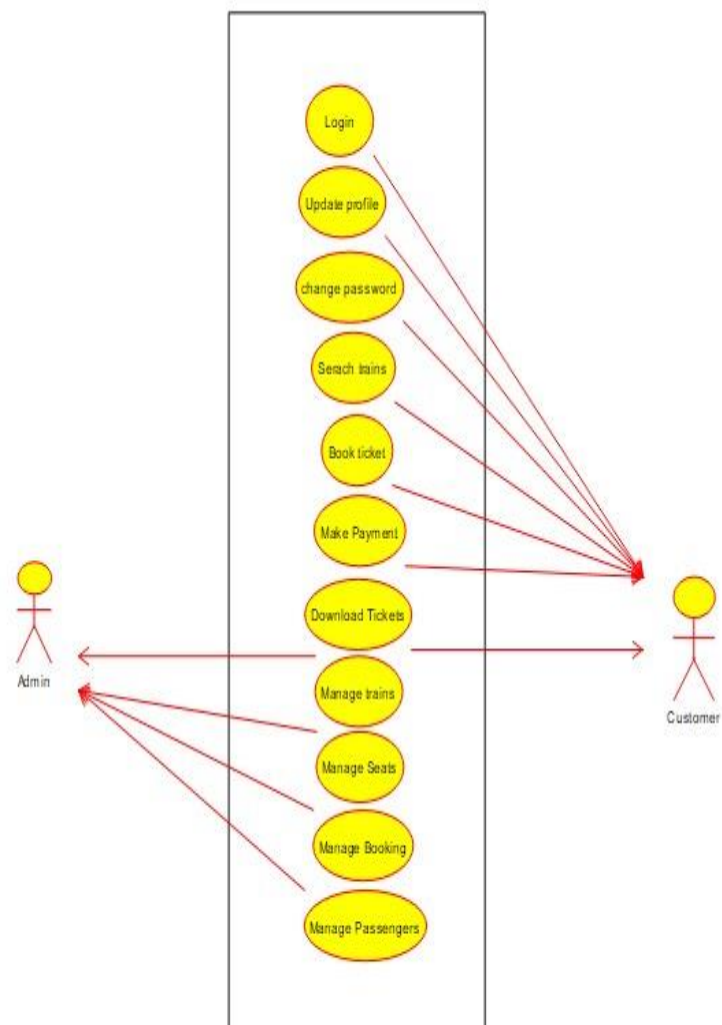 Login
Update profile
change password
Serach trains
Book ticket
Make Payment
Download Tickets
Admin
Manage trains
Customer
Manage Seats
Manage Booking
Manage Passengers